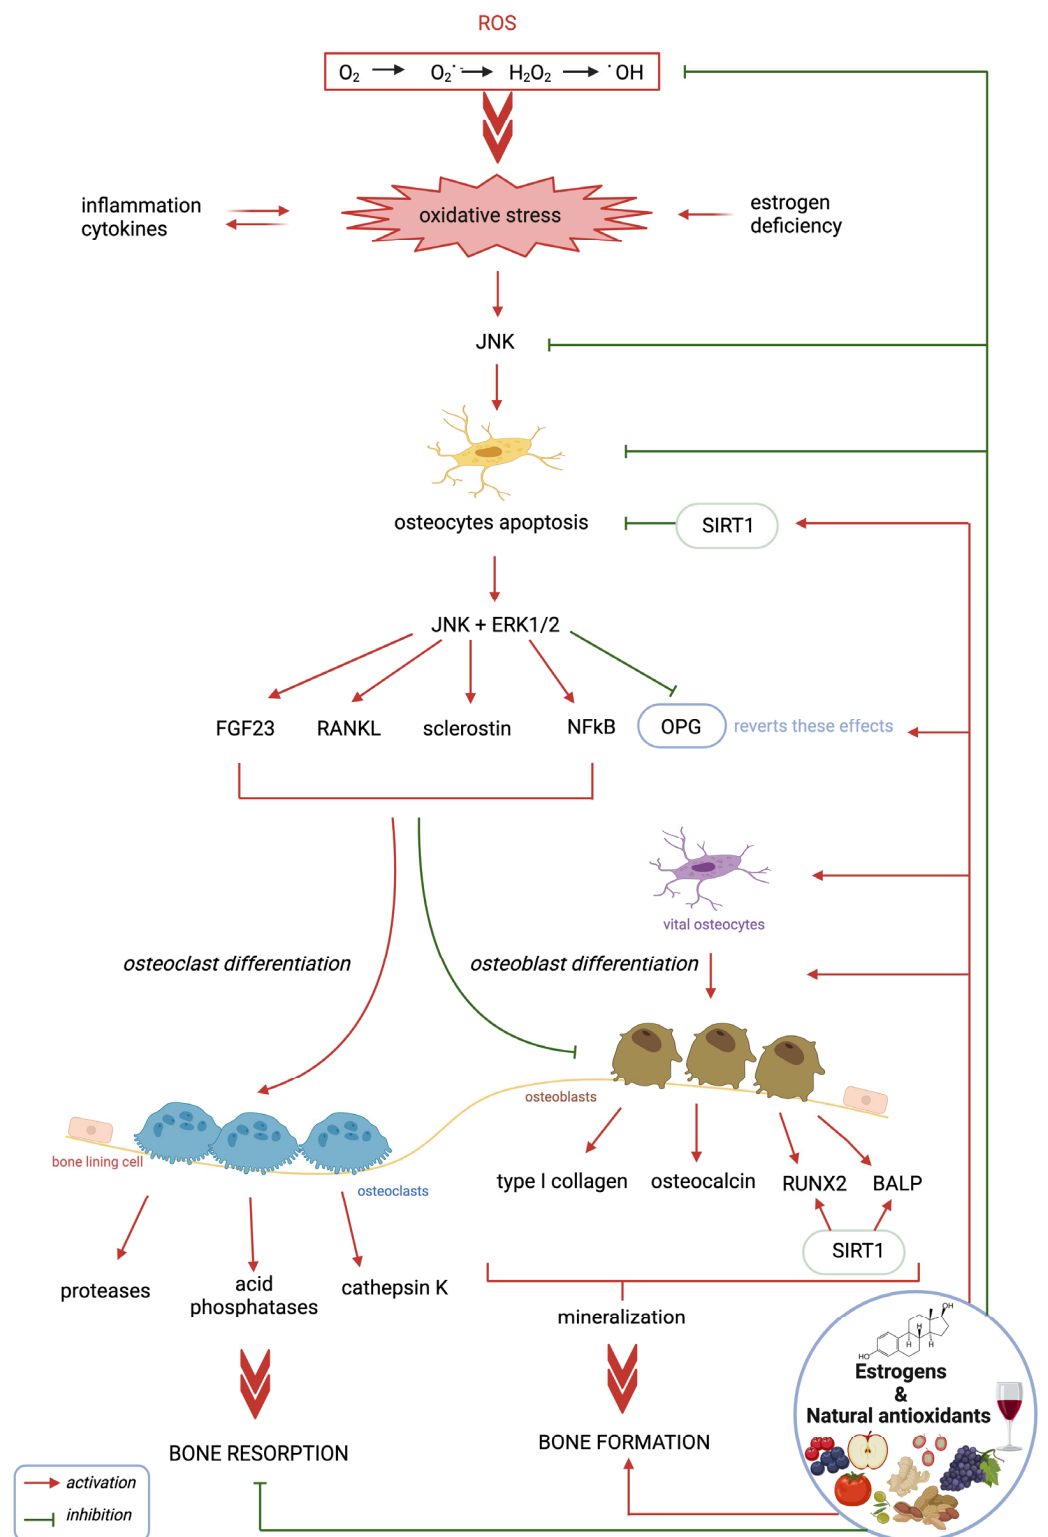 ROS
O₂ → O₂˙⁻ → H₂O₂ → ˙OH
inflammation
cytokines
oxidative stress
estrogen
deficiency
JNK
osteocytes apoptosis
SIRT1
JNK + ERK1/2
FGF23
RANKL
sclerostin
NFkB
OPG
reverts these effects
vital osteocytes
osteoclast differentiation
osteoblast differentiation
osteoblasts
bone lining cell
osteoclasts
type I collagen
osteocalcin
RUNX2
BALP
SIRT1
proteases
acid
phosphatases
cathepsin K
mineralization
OH
H
H
H
HO
Estrogens
&
Natural antioxidants
BONE RESORPTION
BONE FORMATION
activation
inhibition